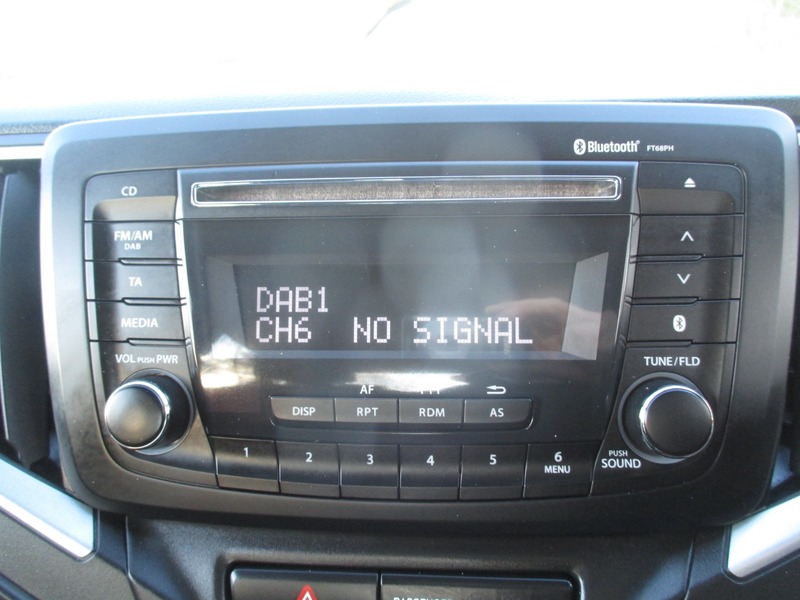 Bluetooth® FT68PH
CD
FM/AM
DAB
TA
MEDIA
VOL PUSH PWR
DAB1
CH6 NO SIGNAL
TUNE/FLD
AF
DISP RPT RDM AS
1 2 3 4 5 6
MENU
PUSH
SOUND
PASSENGER